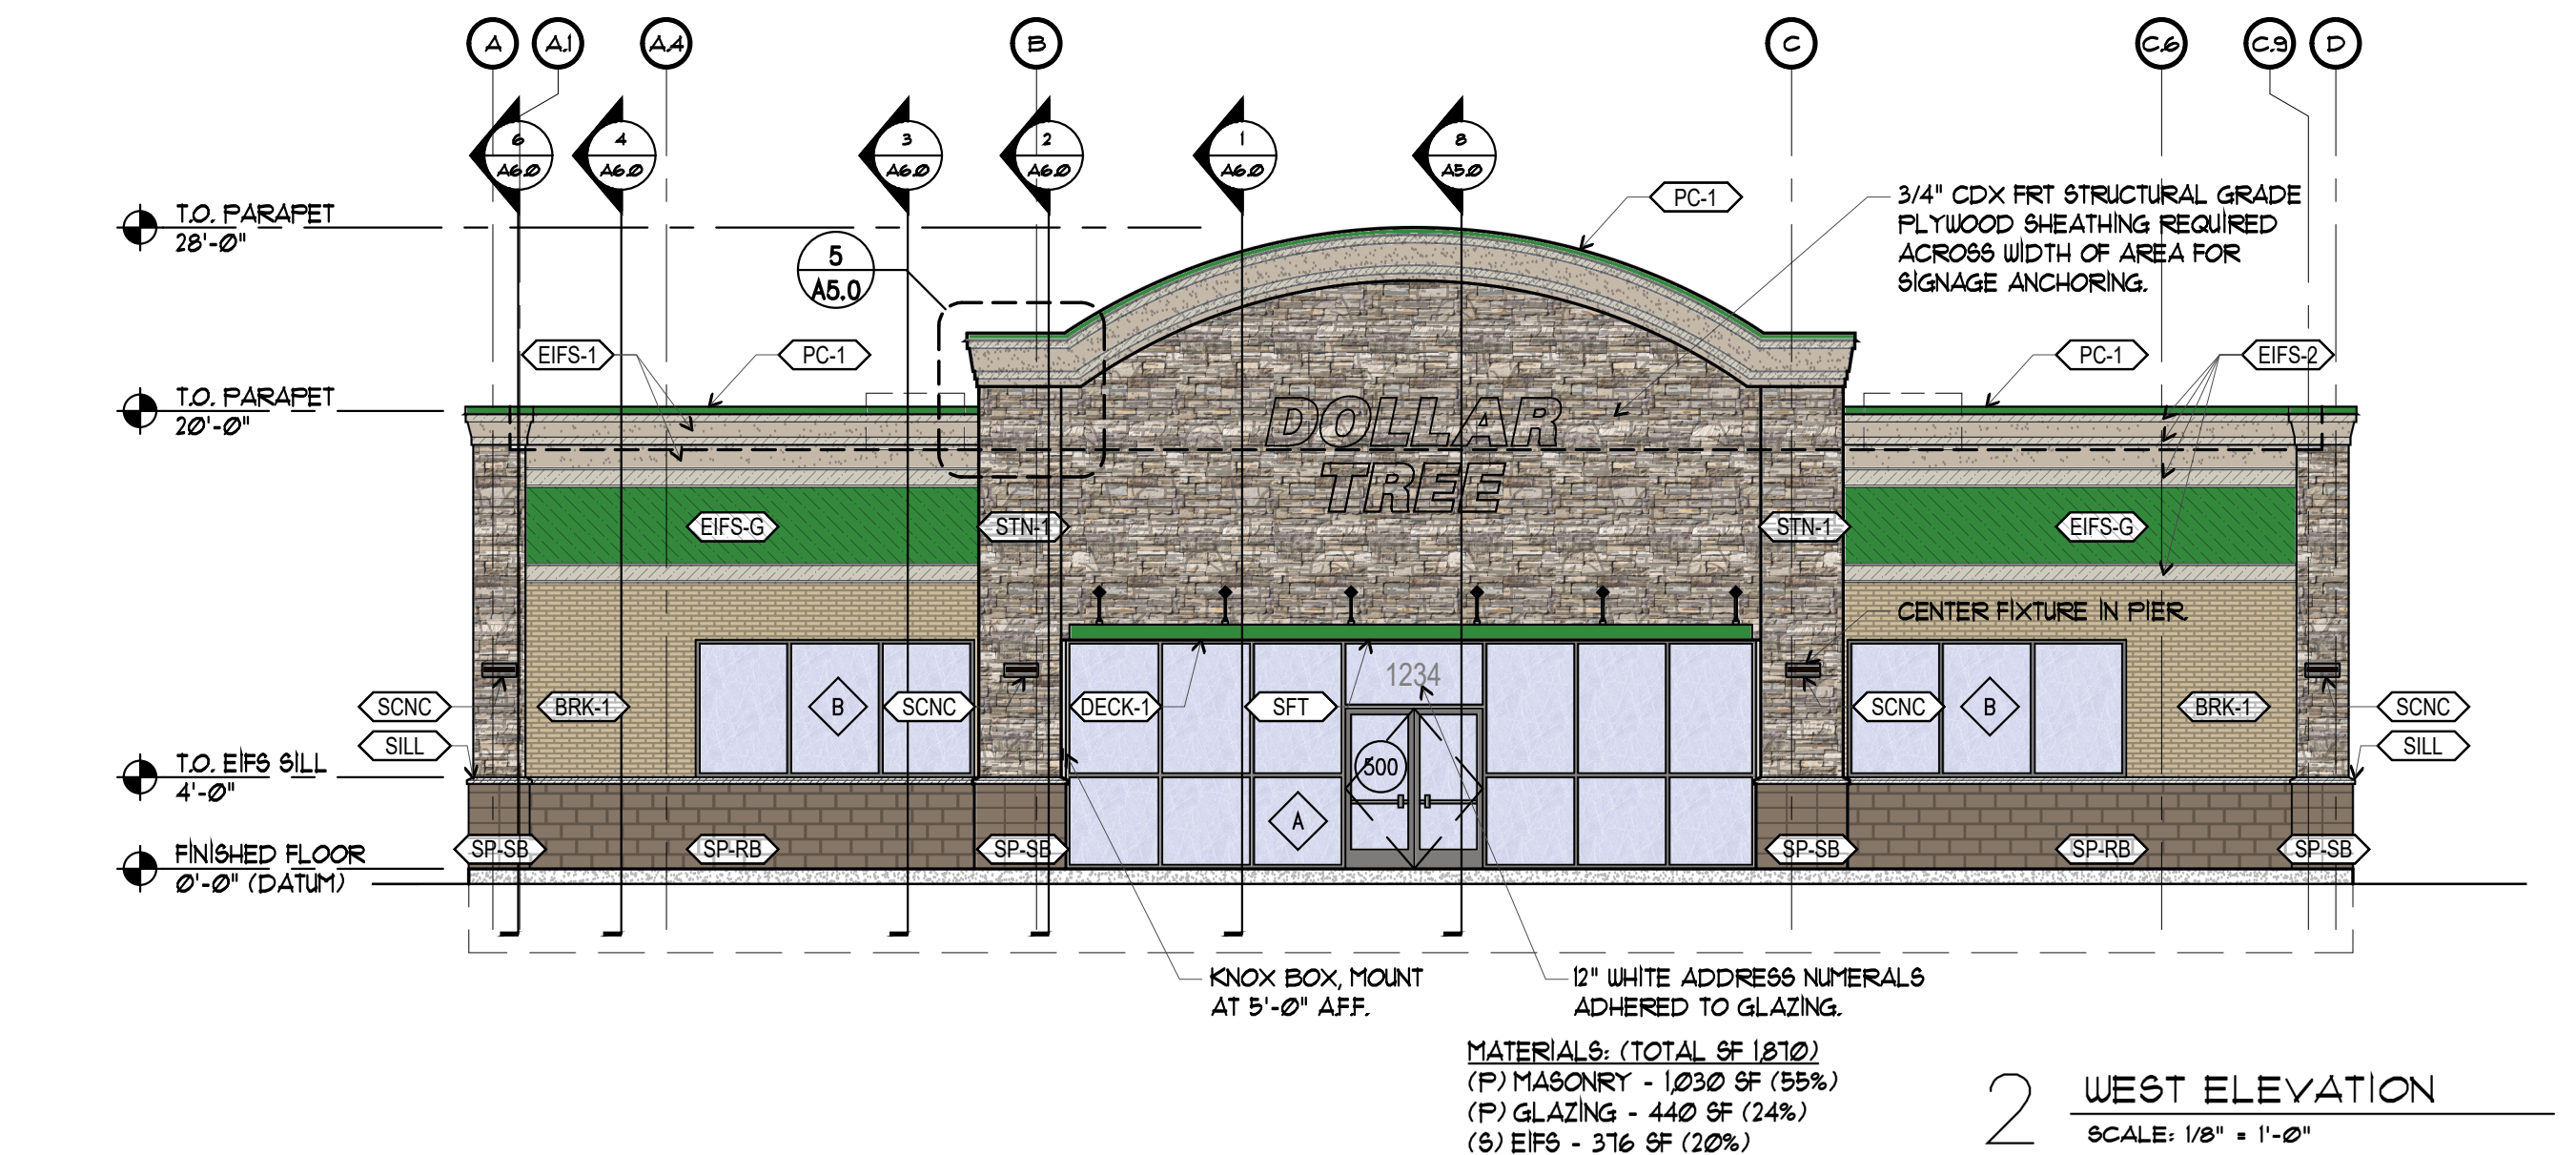 A A.1 A.4 B C C.6 C.9 D
6 4 3 2 1 8
A6.0 A6.0 A6.0 A6.0 A6.0 A5.0
PC-1
3/4" CDX FRT STRUCTURAL GRADE
PLYWOOD SHEATHING REQUIRED
ACROSS WIDTH OF AREA FOR
SIGNAGE ANCHORING.
T.O. PARAPET
28'-0"
5
A5.0
EIFS-1 PC-1 PC-1 EIFS-2
T.O. PARAPET
20'-0"
DOLLAR
TREE
EIFS-G STN-1 STN-1 EIFS-G
CENTER FIXTURE IN PIER
1234
SCNC BRK-1 B SCNC DECK-1 SFT SCNC B BRK-1 SCNC
SILL SILL
T.O. EIFS SILL
4'-0"
500
A
SP-SB SP-RB SP-SB SP-SB SP-RB SP-SB
FINISHED FLOOR
0'-0" (DATUM)
KNOX BOX, MOUNT
AT 5'-0" A.F.F.
12" WHITE ADDRESS NUMERALS
ADHERED TO GLAZING.
MATERIALS: (TOTAL SF 1,870)
(P) MASONRY - 1,030 SF (55%)
(P) GLAZING - 440 SF (24%)
(S) EIFS - 376 SF (20%)
2 WEST ELEVATION
SCALE: 1/8" = 1'-0"